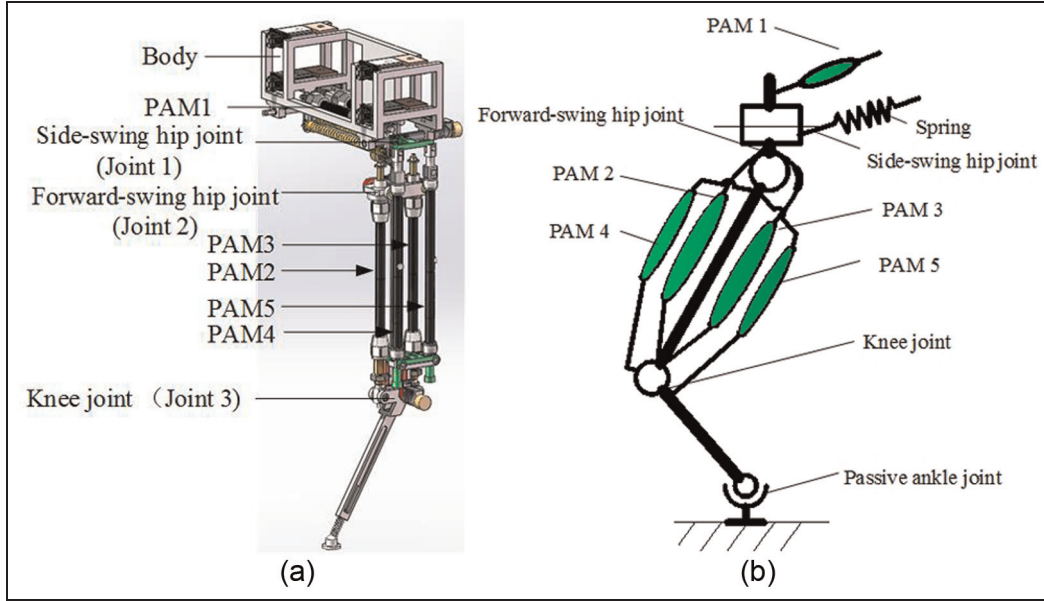 Body
PAM1
Side-swing hip joint
(Joint 1)
Forward-swing hip joint
(Joint 2)
PAM3
PAM2
PAM5
PAM4
Knee joint （Joint 3)
(a)
PAM 1
Forward-swing hip joint
Spring
Side-swing hip joint
PAM 2
PAM 3
PAM 4
PAM 5
Knee joint
Passive ankle joint
(b)